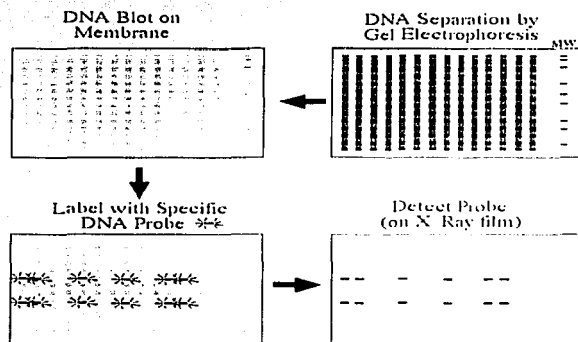 DNA Blot on
Membrane
DNA Separation by
Gel Electrophoresis
MW
Label with Specific
DNA Probe
Detect Probe
(on X-Ray film)